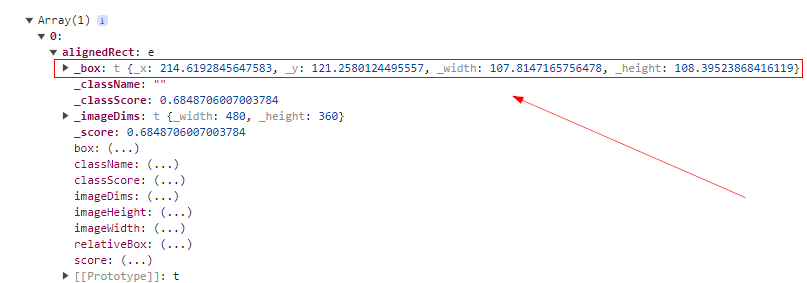 ▼ Array(1) i
▼ 0:
▼ alignedRect: e
▶ _box: t {_x: 214.6192845647583, _y: 121.2580124495557, _width: 107.8147165756478, _height: 108.39523868416119}
_className: ""
_classScore: 0.6848706007003784
▶ _imageDims: t {_width: 480, _height: 360}
_score: 0.6848706007003784
box: (...)
className: (...)
classScore: (...)
imageDims: (...)
imageHeight: (...)
imageWidth: (...)
relativeBox: (...)
score: (...)
▶ [[Prototype]]: t